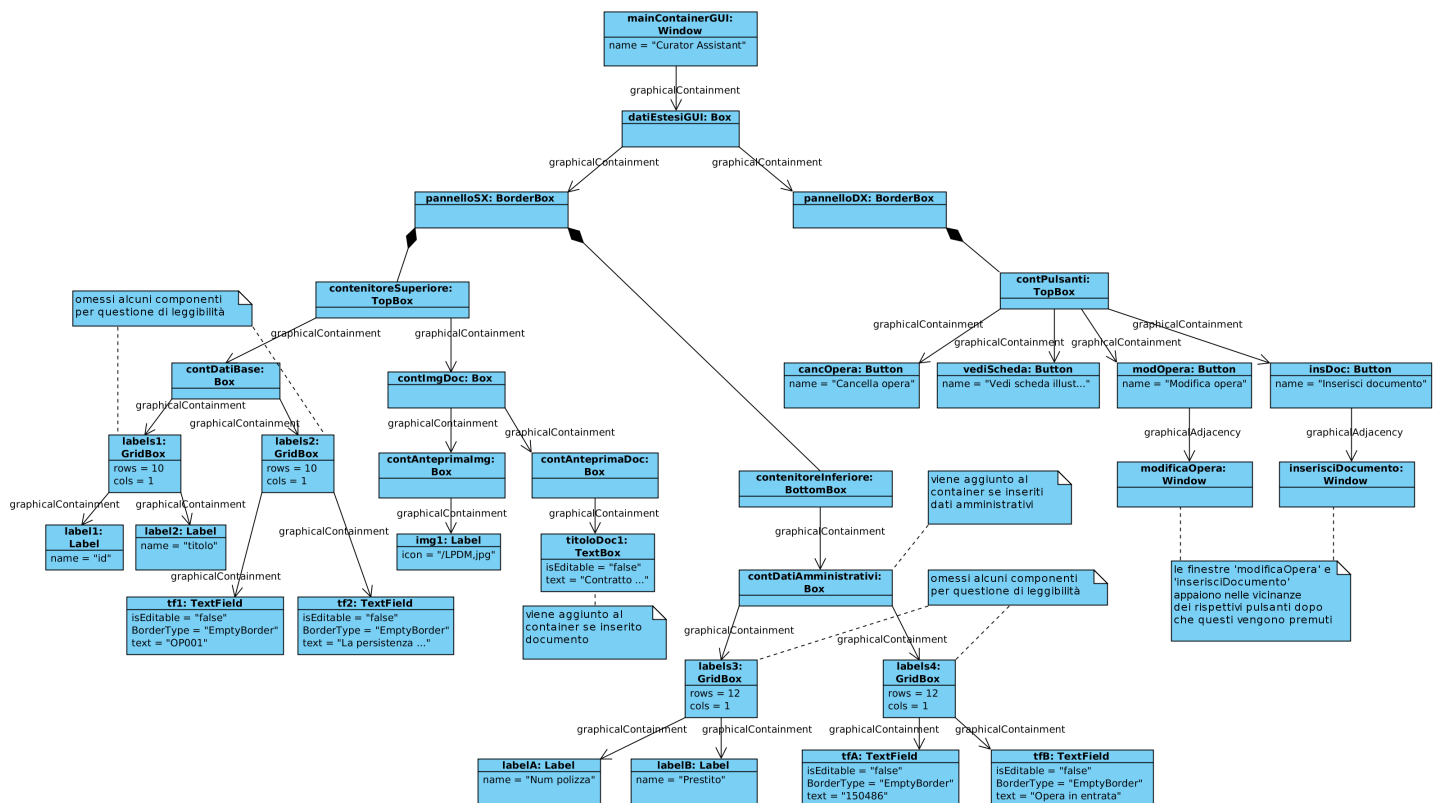 mainContainerGUI:
Window
name = "Curator Assistant"
graphicalContainment
datiEstesiGUI: Box
graphicalContainment
graphicalContainment
pannelloSX: BorderBox
pannelloDX: BorderBox
contenitoreSuperiore:
TopBox
contPulsanti:
TopBox
omessi alcuni componenti
per questione di leggibilità
graphicalContainment
graphicalContainment
graphicalContainment
graphicalContainment
graphicalContainment
graphicalContainment
contDatiBase:
Box
contImgDoc: Box
cancOpera: Button
name = "Cancella opera"
vediScheda: Button
name = "Vedi scheda illust..."
modOpera: Button
name = "Modifica opera"
insDoc: Button
name = "Inserisci documento"
graphicalContainment
graphicalContainment
graphicalContainment
graphicalContainment
graphicalAdjacency
graphicalAdjacency
labels1:
GridBox
rows = 10
cols = 1
labels2:
GridBox
rows = 10
cols = 1
contAnteprimaImg:
Box
contAnteprimaDoc:
Box
contenitoreInferiore:
BottomBox
viene aggiunto al
container se inseriti
dati amministrativi
modificaOpera:
Window
inserisciDocumento:
Window
graphicalContainment
graphicalContainment
graphicalContainment
graphicalContainment
graphicalContainment
graphicalContainment
label1:
Label
name = "id"
label2: Label
name = "titolo"
img1: Label
icon = "/LPDM,jpg"
titoloDoc1:
TextBox
isEditable = "false"
text = "Contratto ..."
graphicalContainment
contDatiAmministrativi:
Box
omessi alcuni componenti
per questione di leggibilità
le finestre 'modificaOpera' e
'inserisciDocumento'
appaiono nelle vicinanze
dei rispettivi pulsanti dopo
che questi vengono premuti
tf1: TextField
isEditable = "false"
BorderType = "EmptyBorder"
text = "OP001"
tf2: TextField
isEditable = "false"
BorderType = "EmptyBorder"
text = "La persistenza ..."
viene aggiunto al
container se inserito
documento
graphicalContainment
graphicalContainment
labels3:
GridBox
rows = 12
cols = 1
labels4:
GridBox
rows = 12
cols = 1
graphicalContainment
graphicalContainment
graphicalContainment
graphicalContainment
labelA: Label
name = "Num polizza"
labelB: Label
name = "Prestito"
tfA: TextField
isEditable = "false"
BorderType = "EmptyBorder"
text = "150486"
tfB: TextField
isEditable = "false"
BorderType = "EmptyBorder"
text = "Opera in entrata"